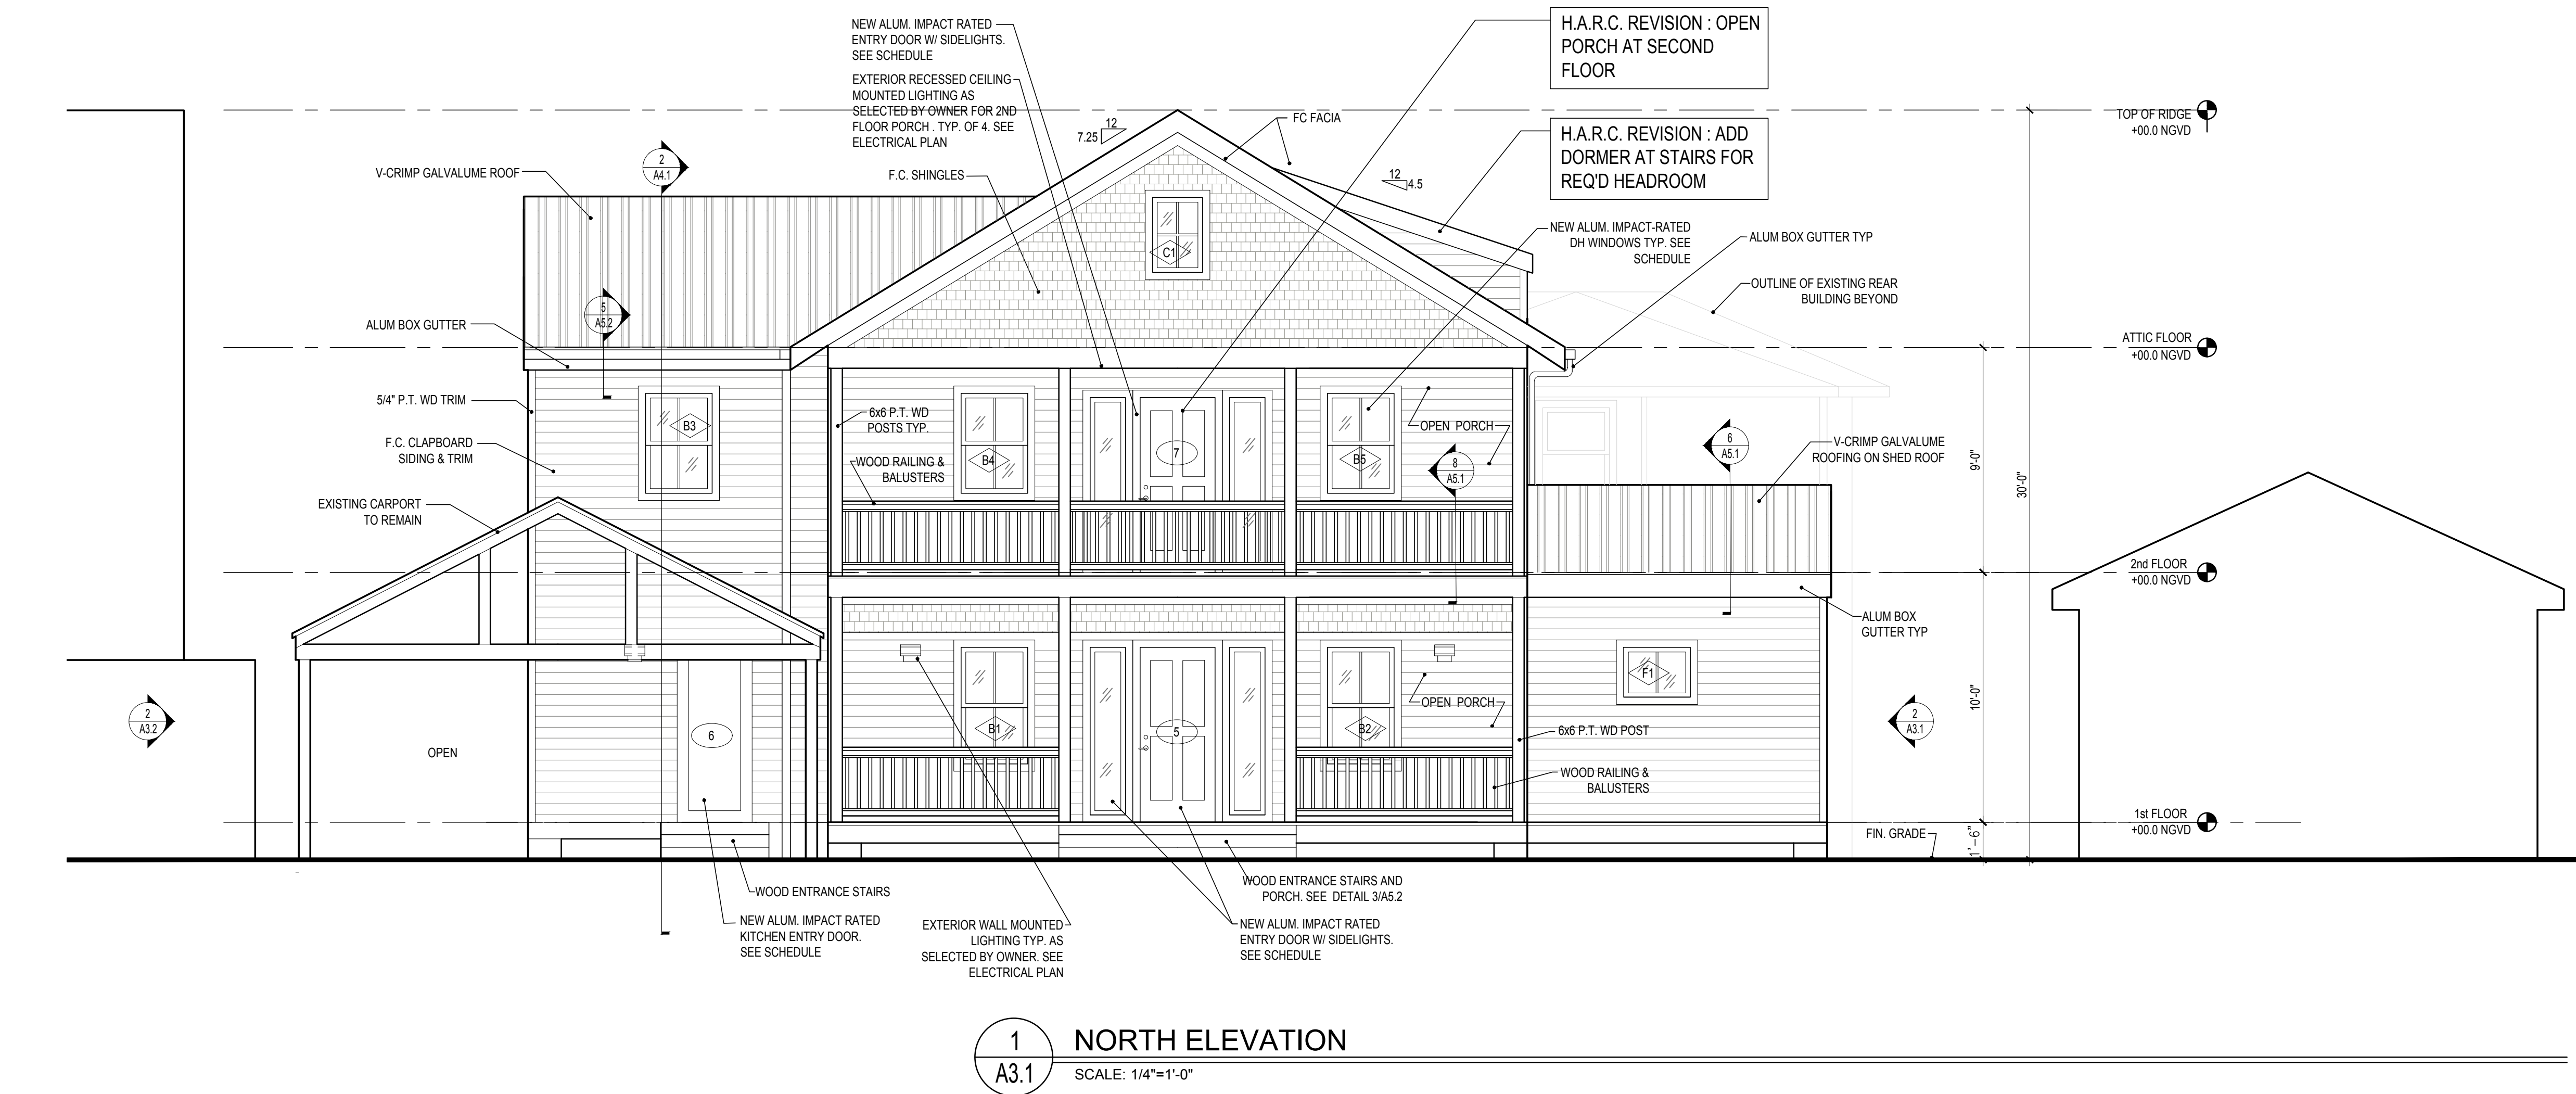 NEW ALUM. IMPACT RATED
ENTRY DOOR W/ SIDELIGHTS.
SEE SCHEDULE
EXTERIOR RECESSED CEILING
MOUNTED LIGHTING AS
SELECTED BY OWNER FOR 2ND
FLOOR PORCH . TYP. OF 4. SEE
ELECTRICAL PLAN
H.A.R.C. REVISION : OPEN
PORCH AT SECOND
FLOOR
H.A.R.C. REVISION : ADD
DORMER AT STAIRS FOR
REQ'D HEADROOM
FC FACIA
12
7.25
12
4.5
TOP OF RIDGE
+00.0 NGVD
2
A4.1
V-CRIMP GALVALUME ROOF
F.C. SHINGLES
C1
NEW ALUM. IMPACT-RATED
DH WINDOWS TYP. SEE
SCHEDULE
ALUM BOX GUTTER TYP
OUTLINE OF EXISTING REAR
BUILDING BEYOND
5
A5.2
ALUM BOX GUTTER
ATTIC FLOOR
+00.0 NGVD
5/4" P.T. WD TRIM
F.C. CLAPBOARD
SIDING & TRIM
B3
6x6 P.T. WD
POSTS TYP.
WOOD RAILING &
BALUSTERS
B4
7
B5
OPEN PORCH
8
A5.1
6
A5.1
V-CRIMP GALVALUME
ROOFING ON SHED ROOF
9'-0"
30'-0"
EXISTING CARPORT
TO REMAIN
2nd FLOOR
+00.0 NGVD
ALUM BOX
GUTTER TYP
F1
10'-0"
2
A3.2
OPEN
6
B1
5
B2
OPEN PORCH
6x6 P.T. WD POST
WOOD RAILING &
BALUSTERS
2
A3.1
1st FLOOR
+00.0 NGVD
FIN. GRADE
1'-6"
WOOD ENTRANCE STAIRS
NEW ALUM. IMPACT RATED
KITCHEN ENTRY DOOR.
SEE SCHEDULE
EXTERIOR WALL MOUNTED
LIGHTING TYP. AS
SELECTED BY OWNER. SEE
ELECTRICAL PLAN
WOOD ENTRANCE STAIRS AND
PORCH. SEE DETAIL 3/A5.2
NEW ALUM. IMPACT RATED
ENTRY DOOR W/ SIDELIGHTS.
SEE SCHEDULE
1
A3.1
NORTH ELEVATION
SCALE: 1/4"=1'-0"